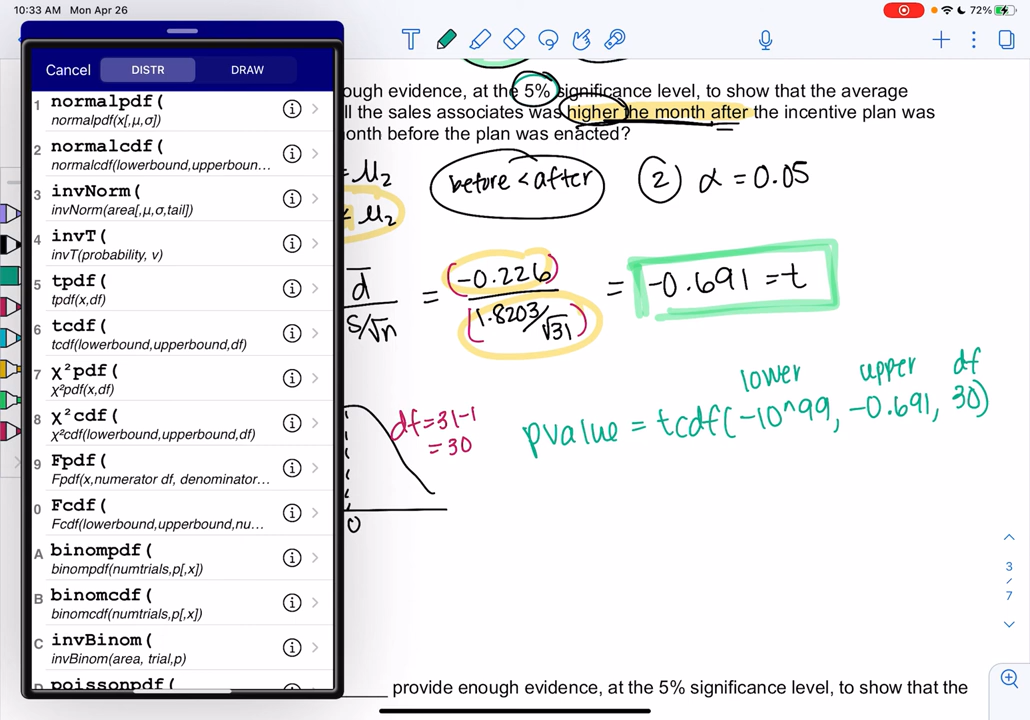 10:33 AM Mon Apr 26
72%
Cancel DISTR DRAW
1 normalpdf(
normalpdf(x[,μ,σ])
2 normalcdf(
normalcdf(lowerbound,upperboun...
3 invNorm(
invNorm(area[,μ,σ,tail])
4 invT(
invT(probability, v)
5 tpdf(
tpdf(x,df)
6 tcdf(
tcdf(lowerbound,upperbound,df)
7 χ²pdf(
χ²pdf(x,df)
8 χ²cdf(
χ²cdf(lowerbound,upperbound,df)
9 Fpdf(
Fpdf(x,numerator df, denominator...
0 Fcdf(
Fcdf(lowerbound,upperbound,nu...
A binompdf(
binompdf(numtrials,p[,x])
B binomcdf(
binomcdf(numtrials,p[,x])
C invBinom(
invBinom(area, trial,p)
poissonpdf(
T
ough evidence, at the 5% significance level, to show that the average
ll the sales associates was higher the month after the incentive plan was
onth before the plan was enacted?
= μ₂
< μ₂
before < after
② α = 0.05
d̄ / (s/√n) = (-0.226) / (1.8203/√31) = -0.691 = t
lower upper df
pvalue = tcdf(-10^99, -0.691, 30)
df = 31-1
= 30
0
3
/
7
provide enough evidence, at the 5% significance level, to show that the